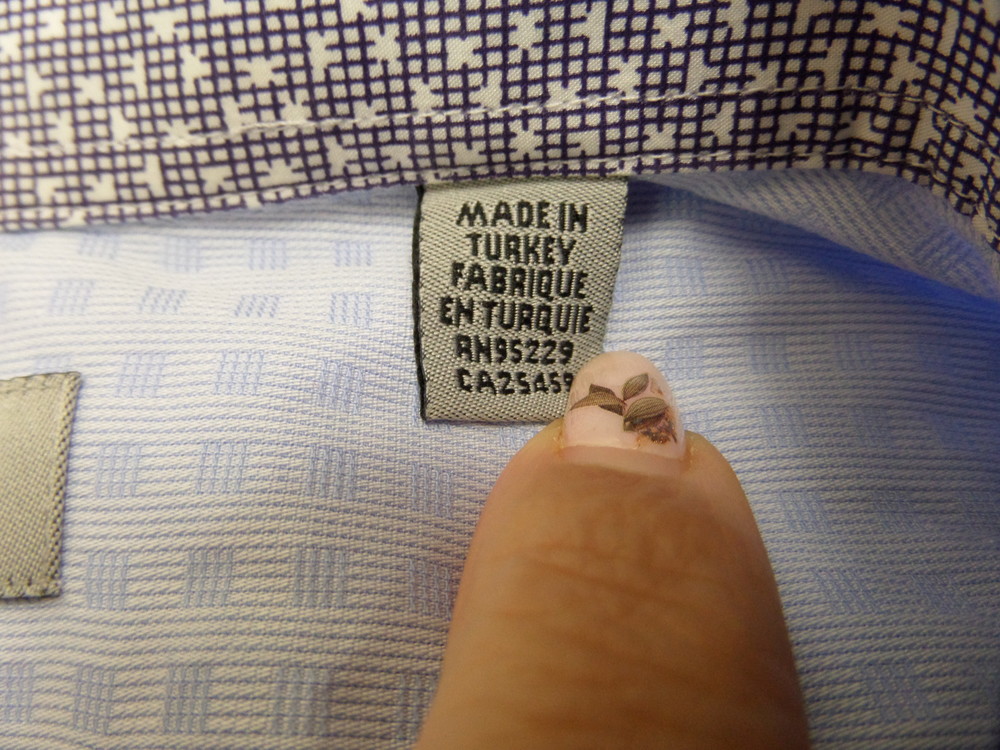 MADE IN
TURKEY
FABRIQUE
EN TURQUIE
RN95229
CA25459